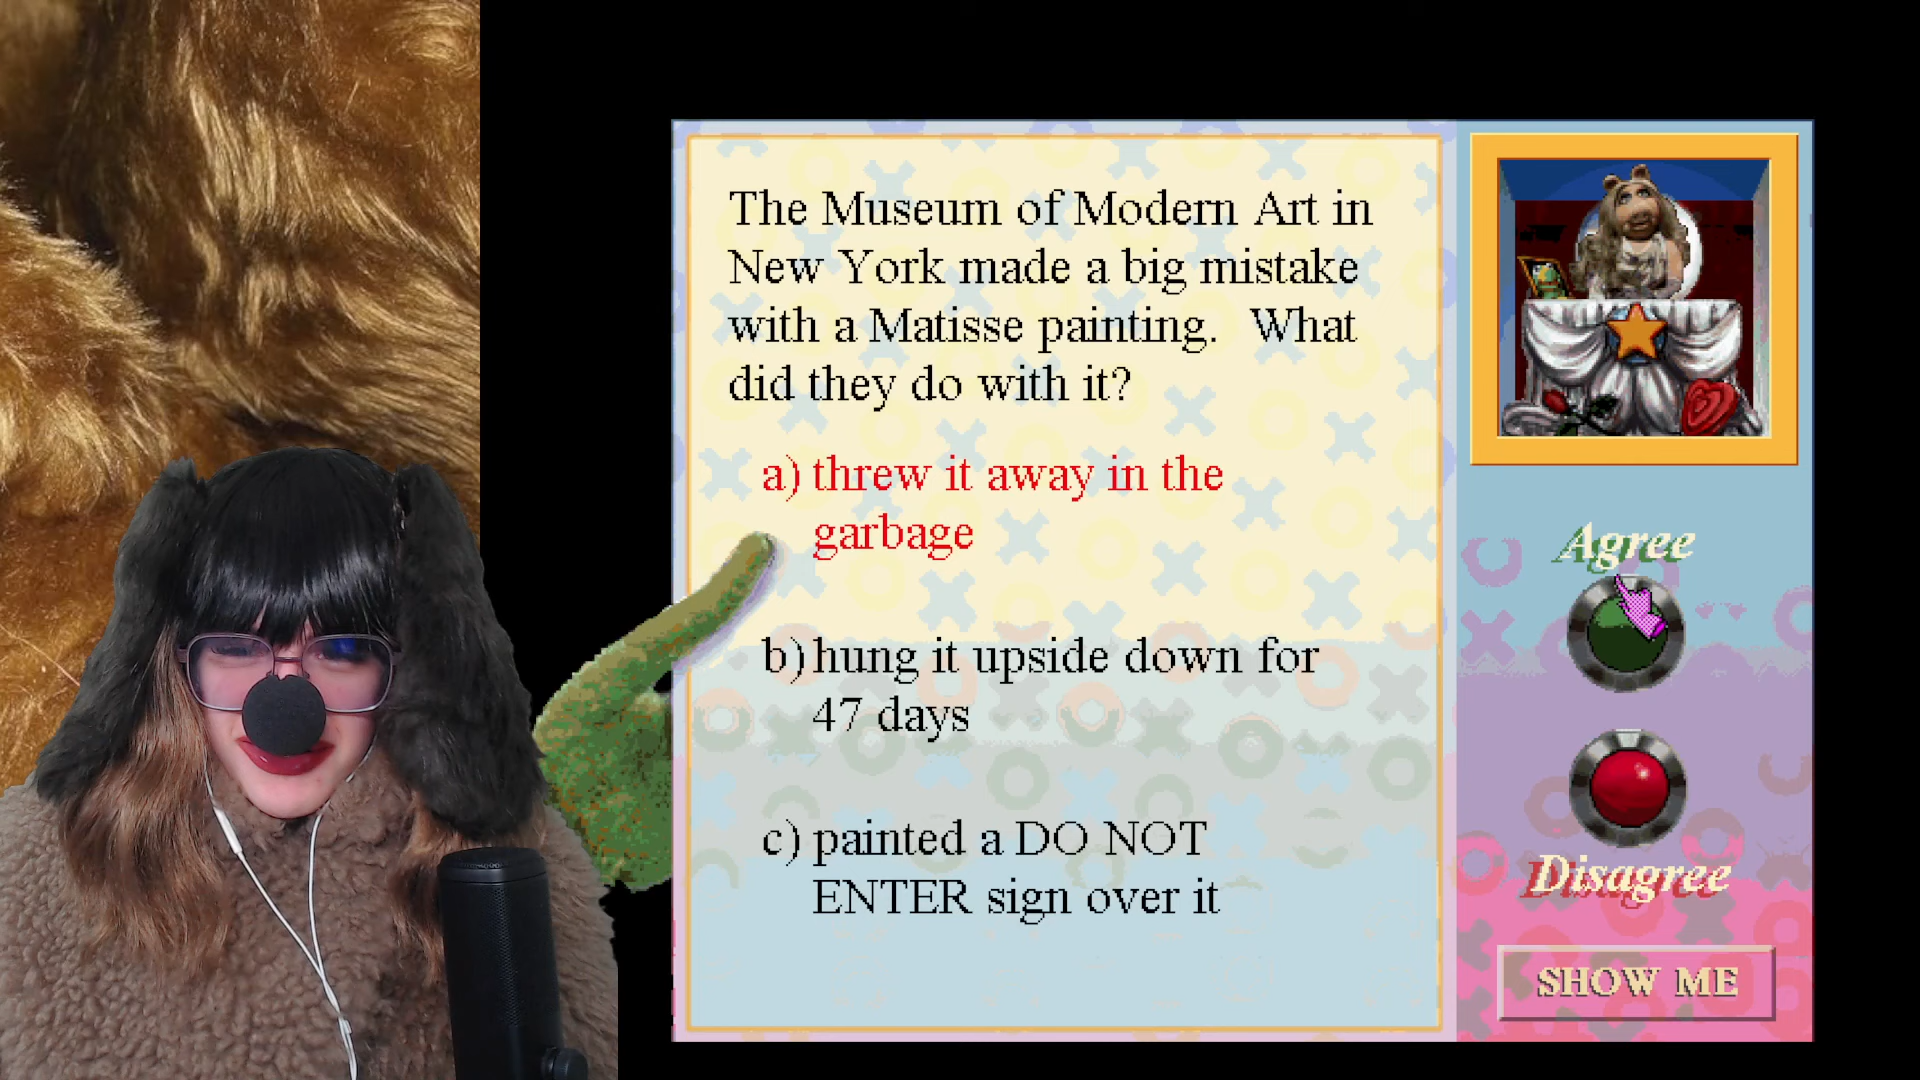 The Museum of Modern Art in
New York made a big mistake
with a Matisse painting. What
did they do with it?
a) threw it away in the
garbage
b) hung it upside down for
47 days
c) painted a DO NOT
ENTER sign over it
Agree
Disagree
SHOW ME